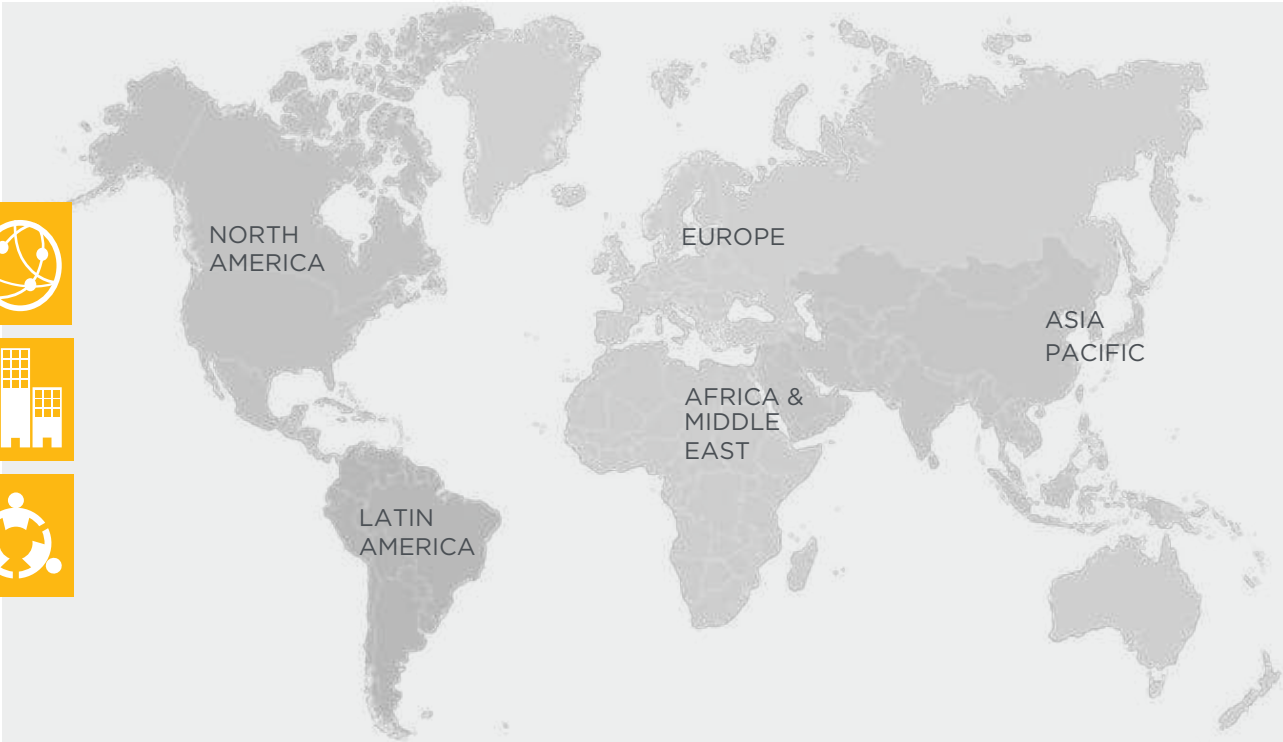 NORTH
AMERICA
EUROPE
ASIA
PACIFIC
AFRICA &
MIDDLE
EAST
LATIN
AMERICA